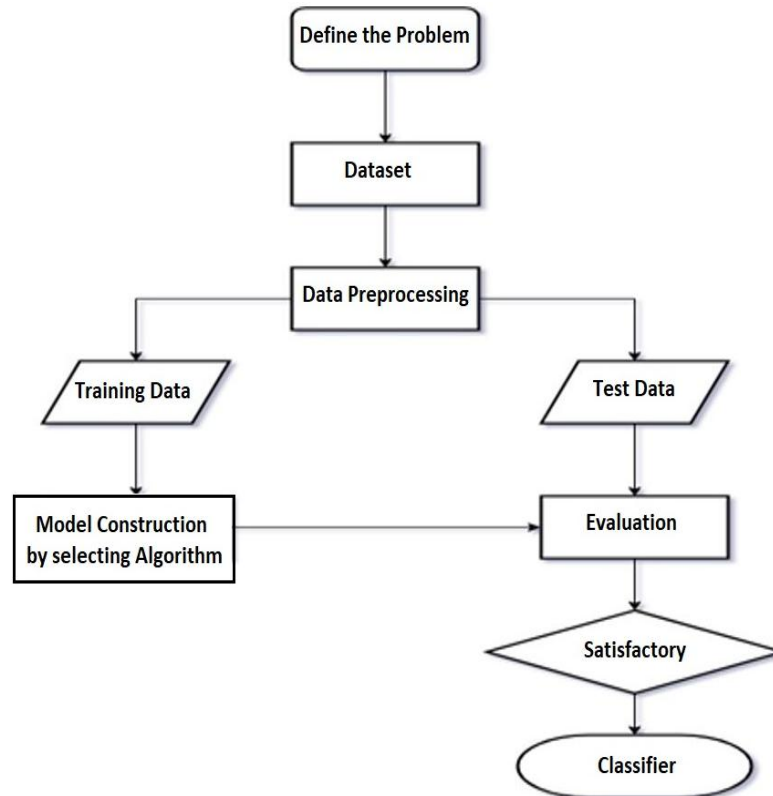 Define the Problem
Dataset
Data Preprocessing
Training Data
Test Data
Model Construction
by selecting Algorithm
Evaluation
Satisfactory
Classifier